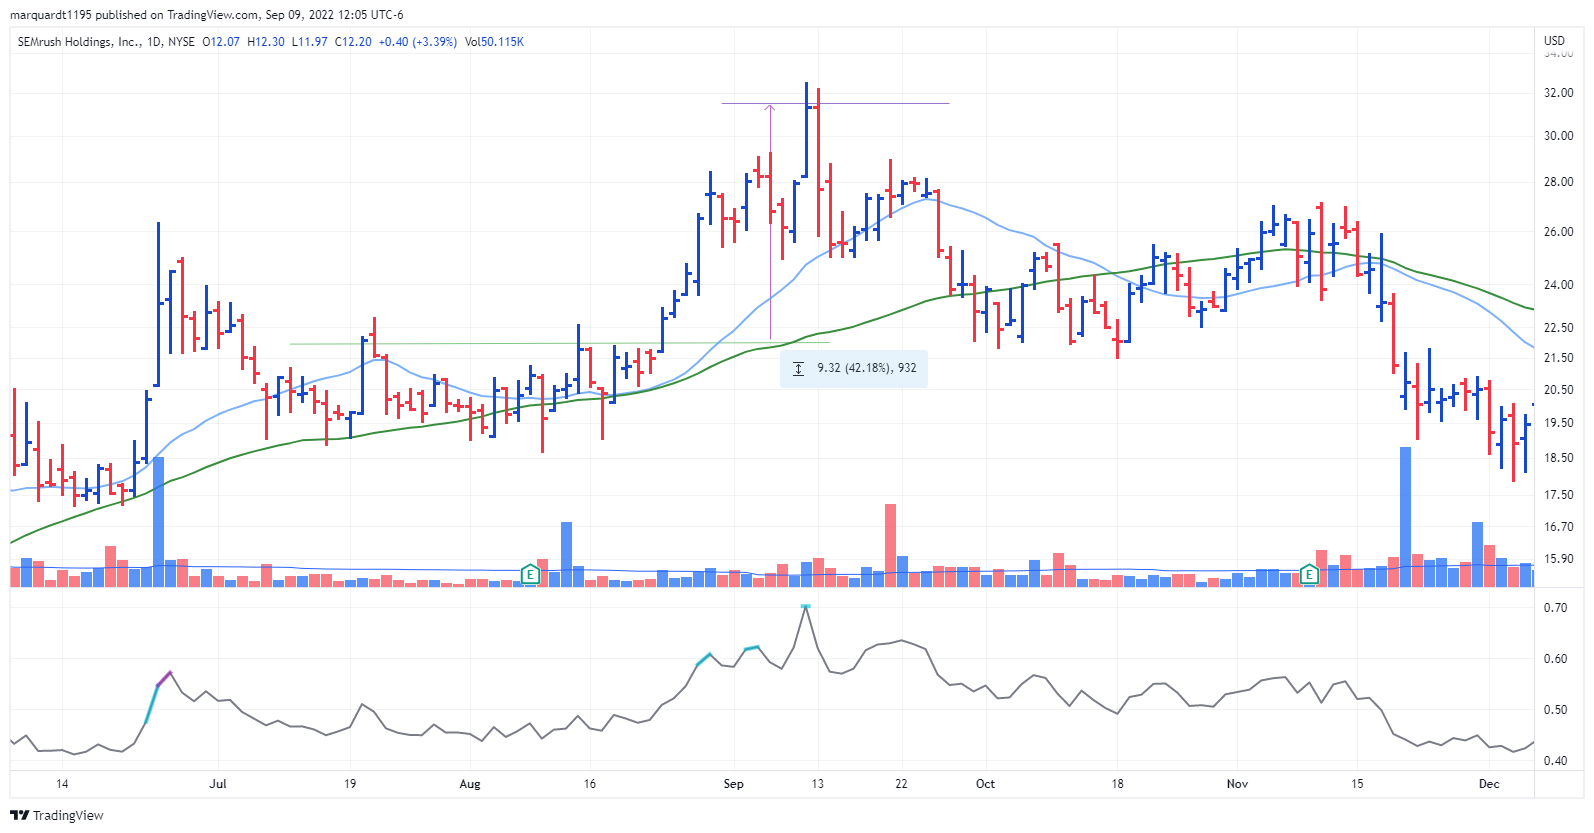 marquardt1195 published on TradingView.com, Sep 09, 2022 12:05 UTC-6
SEMrush Holdings, Inc., 1D, NYSE O12.07 H12.30 L11.97 C12.20 +0.40 (+3.39%) Vol50.115K
USD
34.00
32.00
30.00
28.00
26.00
24.00
22.50
9.32 (42.18%), 932
21.50
20.50
19.50
18.50
17.50
16.70
15.90
E
E
0.70
0.60
0.50
0.40
14 Jul 19 Aug 16 Sep 13 22 Oct 18 Nov 15 Dec
TradingView